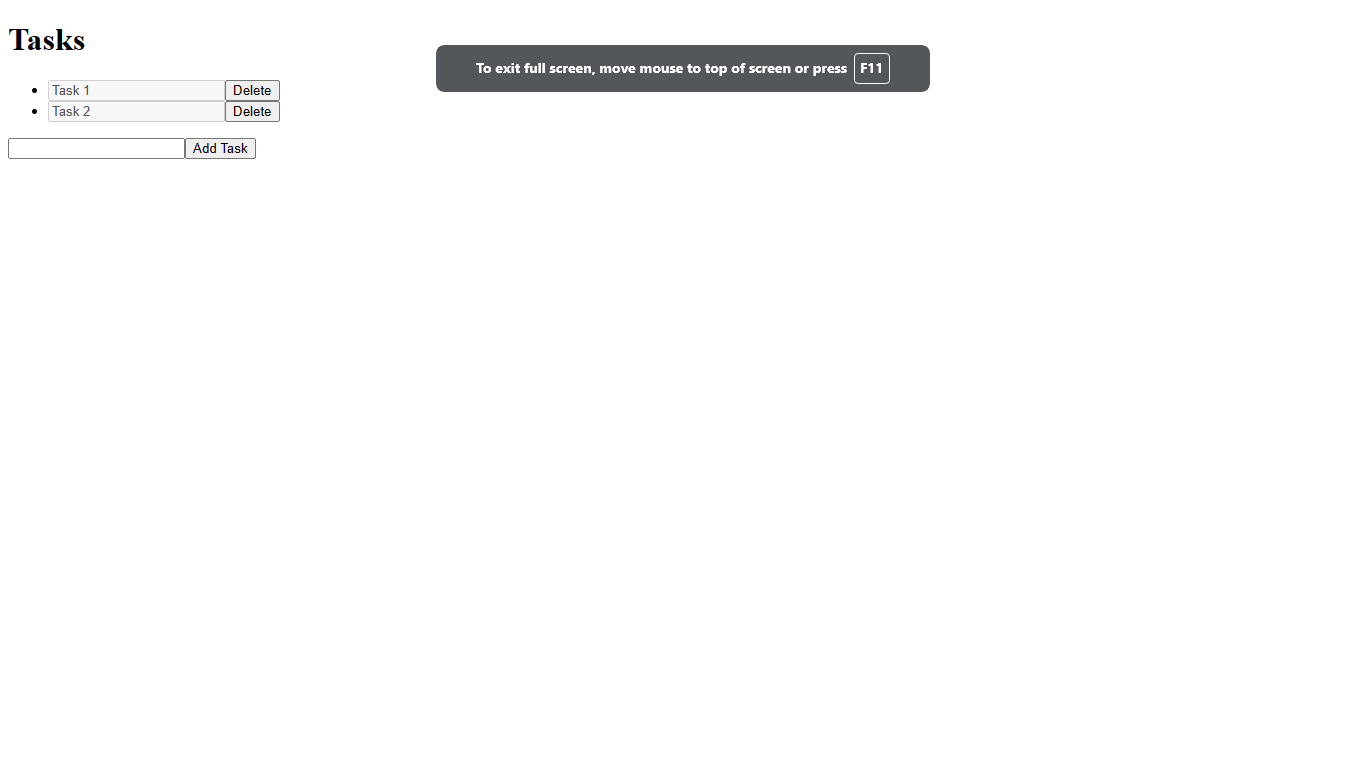 Tasks
To exit full screen, move mouse to top of screen or press F11
Task 1 Delete
Task 2 Delete
Add Task